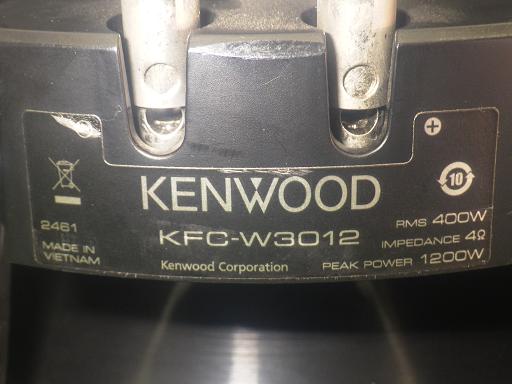 KENWOOD
10
2461
KFC-W3012
RMS 400W
MADE IN
VIETNAM
IMPEDANCE 4Ω
Kenwood Corporation
PEAK POWER 1200W